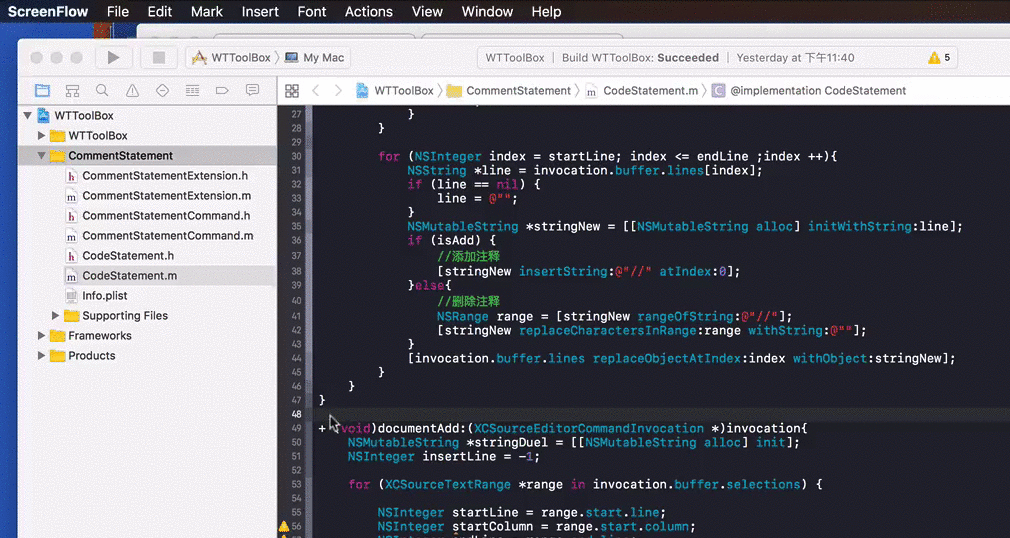 ScreenFlow File Edit Mark Insert Font Actions View Window Help
WTToolBox My Mac WTToolBox Build WTToolBox: Succeeded Yesterday at 下午11:40 5
WTToolBox CommentStatement CodeStatement.m C @implementation CodeStatement
WTToolBox
WTToolBox
CommentStatement
h CommentStatementExtension.h
m CommentStatementExtension.m
h CommentStatementCommand.h
m CommentStatementCommand.m
h CodeStatement.h
m CodeStatement.m
Info.plist
Supporting Files
Frameworks
Products
27 }
28 }
29
30 for (NSInteger index = startLine; index <= endLine ;index ++){
31 NSString *line = invocation.buffer.lines[index];
32 if (line == nil) {
33 line = @"";
34 }
35 NSMutableString *stringNew = [[NSMutableString alloc] initWithString:line];
36 if (isAdd) {
37 //添加注释
38 [stringNew insertString:@"//" atIndex:0];
39 }else{
40 //删除注释
41 NSRange range = [stringNew rangeOfString:@"//"];
42 [stringNew replaceCharactersInRange:range withString:@""];
43 }
44 [invocation.buffer.lines replaceObjectAtIndex:index withObject:stringNew];
45 }
46 }
47 }
48
49 + (void)documentAdd:(XCSourceEditorCommandInvocation *)invocation{
50 NSMutableString *stringDuel = [[NSMutableString alloc] init];
51 NSInteger insertLine = -1;
52
53 for (XCSourceTextRange *range in invocation.buffer.selections) {
54
55 NSInteger startLine = range.start.line;
56 NSInteger startColumn = range.start.column;